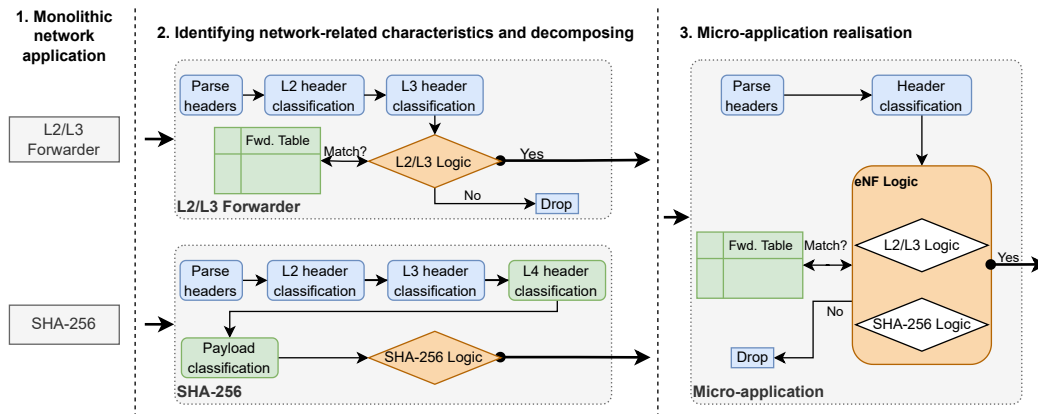 1. Monolithic
network
application
L2/L3
Forwarder
SHA-256
2. Identifying network-related characteristics and decomposing
Parse
headers
L2 header
classification
L3 header
classification
Fwd. Table
Match?
L2/L3 Logic
Yes
No
Drop
L2/L3 Forwarder
Parse
headers
L2 header
classification
L3 header
classification
L4 header
classification
Payload
classification
SHA-256 Logic
SHA-256
3. Micro-application realisation
Parse
headers
Header
classification
eNF Logic
L2/L3 Logic
Fwd. Table
Match?
Yes
No
SHA-256 Logic
Drop
Micro-application